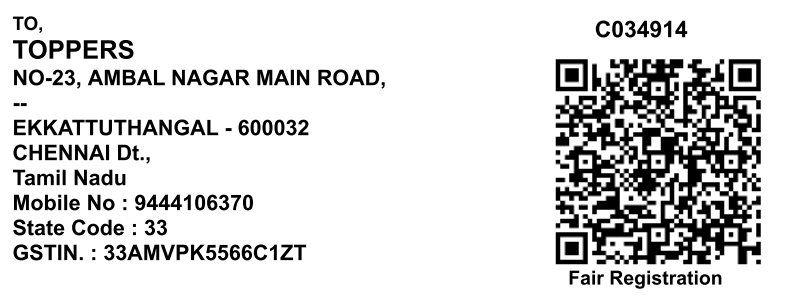 TO,
TOPPERS
NO-23, AMBAL NAGAR MAIN ROAD,
--
EKKATTUTHANGAL - 600032
CHENNAI Dt.,
Tamil Nadu
Mobile No : 9444106370
State Code : 33
GSTIN. : 33AMVPK5566C1ZT
C034914
Fair Registration